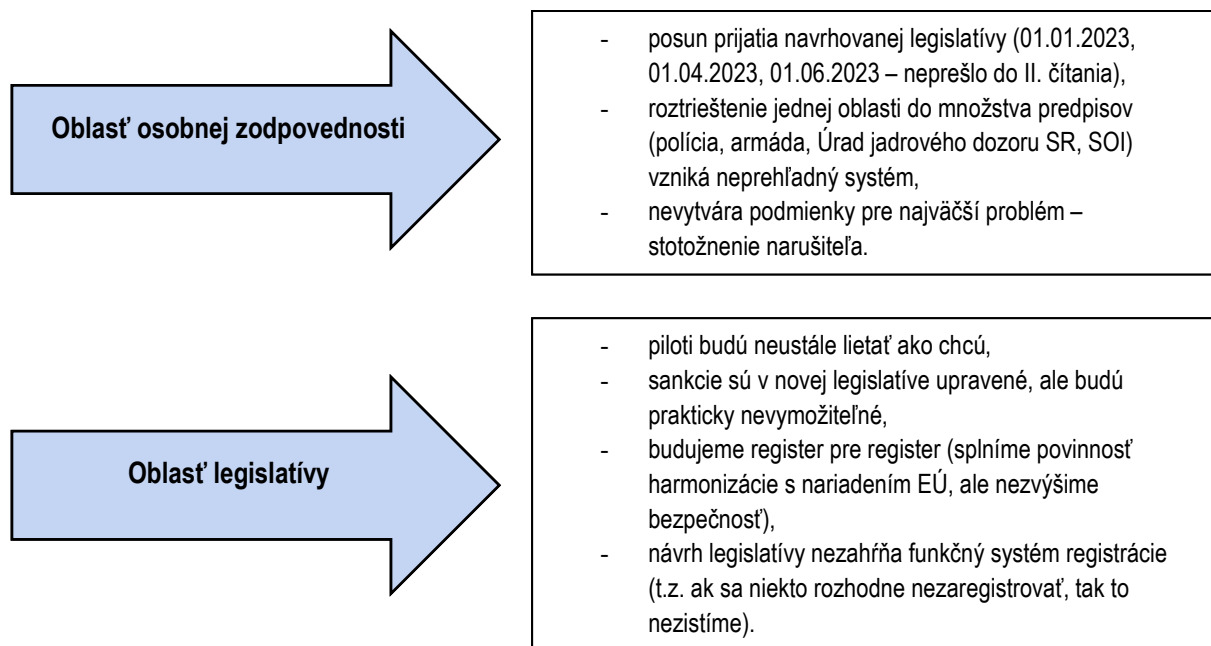 Oblasť osobnej zodpovednosti
- posun prijatia navrhovanej legislatívy (01.01.2023,
01.04.2023, 01.06.2023 – neprešlo do II. čítania),
- roztrieštenie jednej oblasti do množstva predpisov
(polícia, armáda, Úrad jadrového dozoru SR, SOI)
vzniká neprehľadný systém,
- nevytvára podmienky pre najväčší problém –
stotožnenie narušiteľa.
Oblasť legislatívy
- piloti budú neustále lietať ako chcú,
- sankcie sú v novej legislatíve upravené, ale budú
prakticky nevymožiteľné,
- budujeme register pre register (splníme povinnosť
harmonizácie s nariadením EÚ, ale nezvýšime
bezpečnosť),
- návrh legislatívy nezahŕňa funkčný systém registrácie
(t.z. ak sa niekto rozhodne nezaregistrovať, tak to
nezistíme).